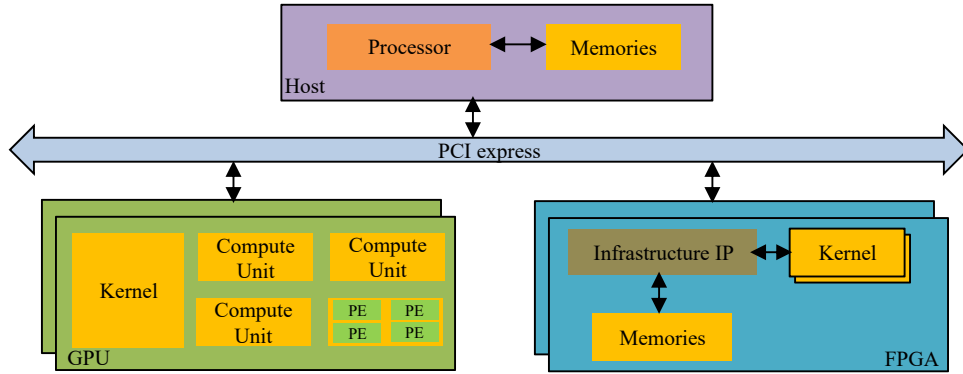 Processor
Memories
Host
PCI express
Kernel
Compute
Unit
Compute
Unit
Compute
Unit
PE
PE
PE
PE
GPU
Infrastructure IP
Kernel
Memories
FPGA